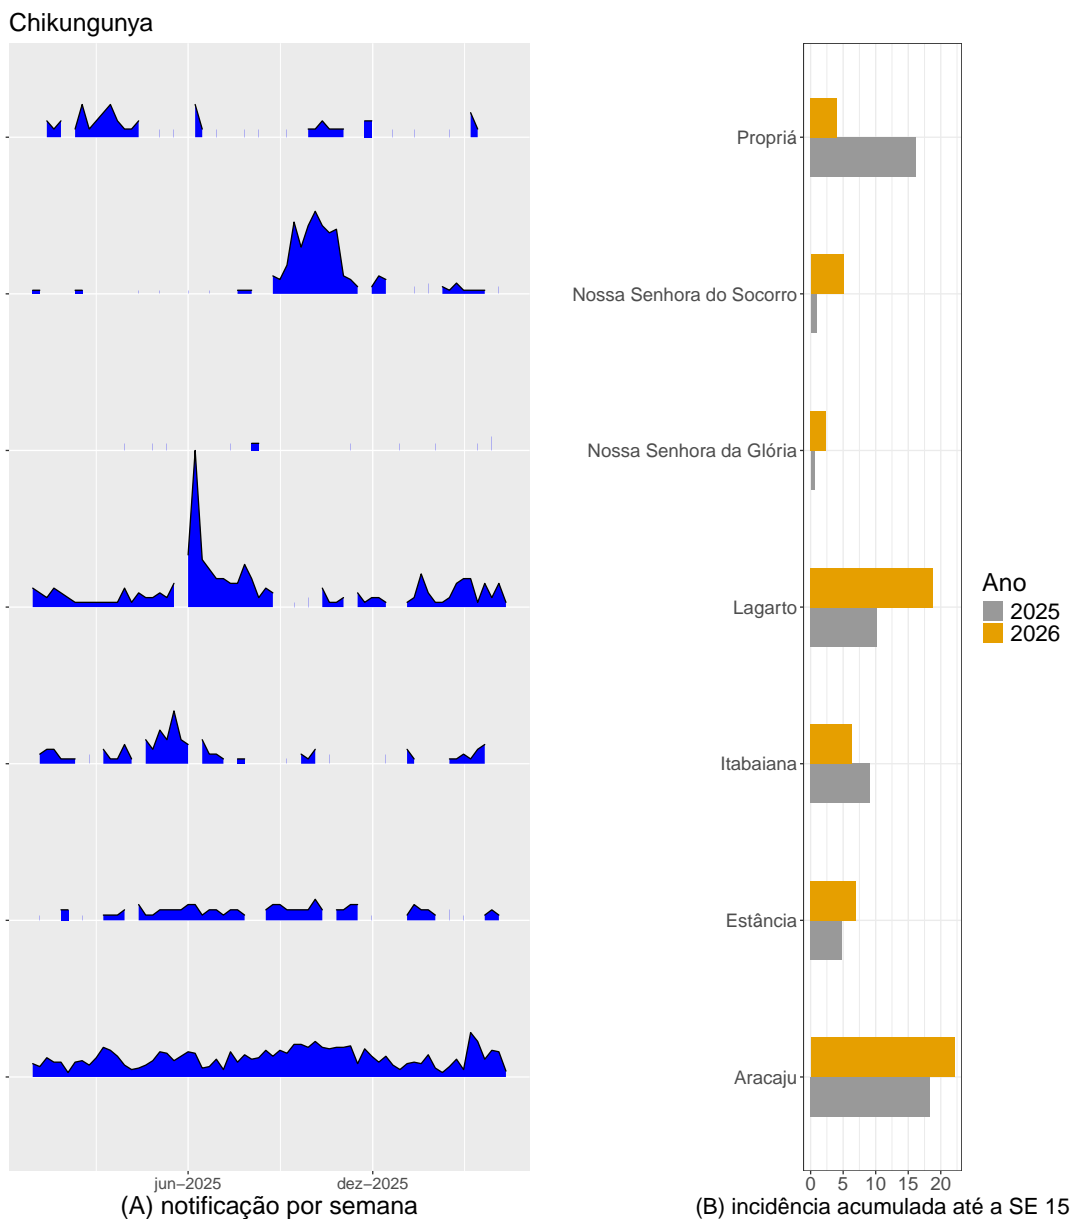 Chikungunya
Propriá
Nossa Senhora do Socorro
Nossa Senhora da Glória
Lagarto
Itabaiana
Estância
Aracaju
Ano
2025
2026
jun−2025 dez−2025
0 5 10 15 20
(A) notificação por semana
(B) incidência acumulada até a SE 15